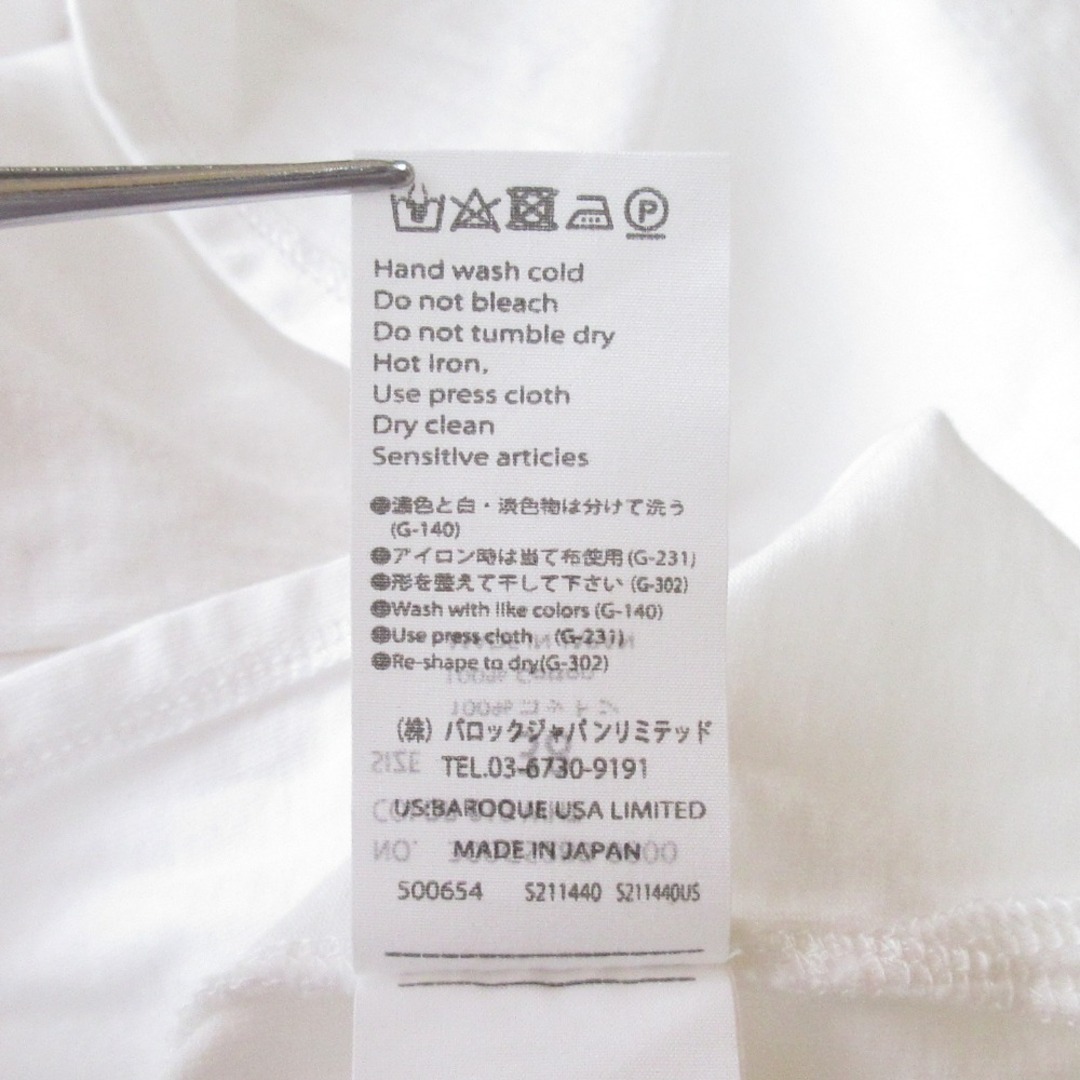 P
Hand wash cold
Do not bleach
Do not tumble dry
Hot iron,
Use press cloth
Dry clean
Sensitive articles
●濃色と白・淡色物は分けて洗う
(G-140)
●アイロン時は当て布使用(G-231)
●形を整えて干して下さい (G-302)
●Wash with like colors (G-140)
●Use press cloth (G-231)
●Re-shape to dry(G-302)
(株) バロックジャパンリミテッド
TEL.03-6730-9191
US:BAROQUE USA LIMITED
MADE IN JAPAN
500654 S211440 S211440US